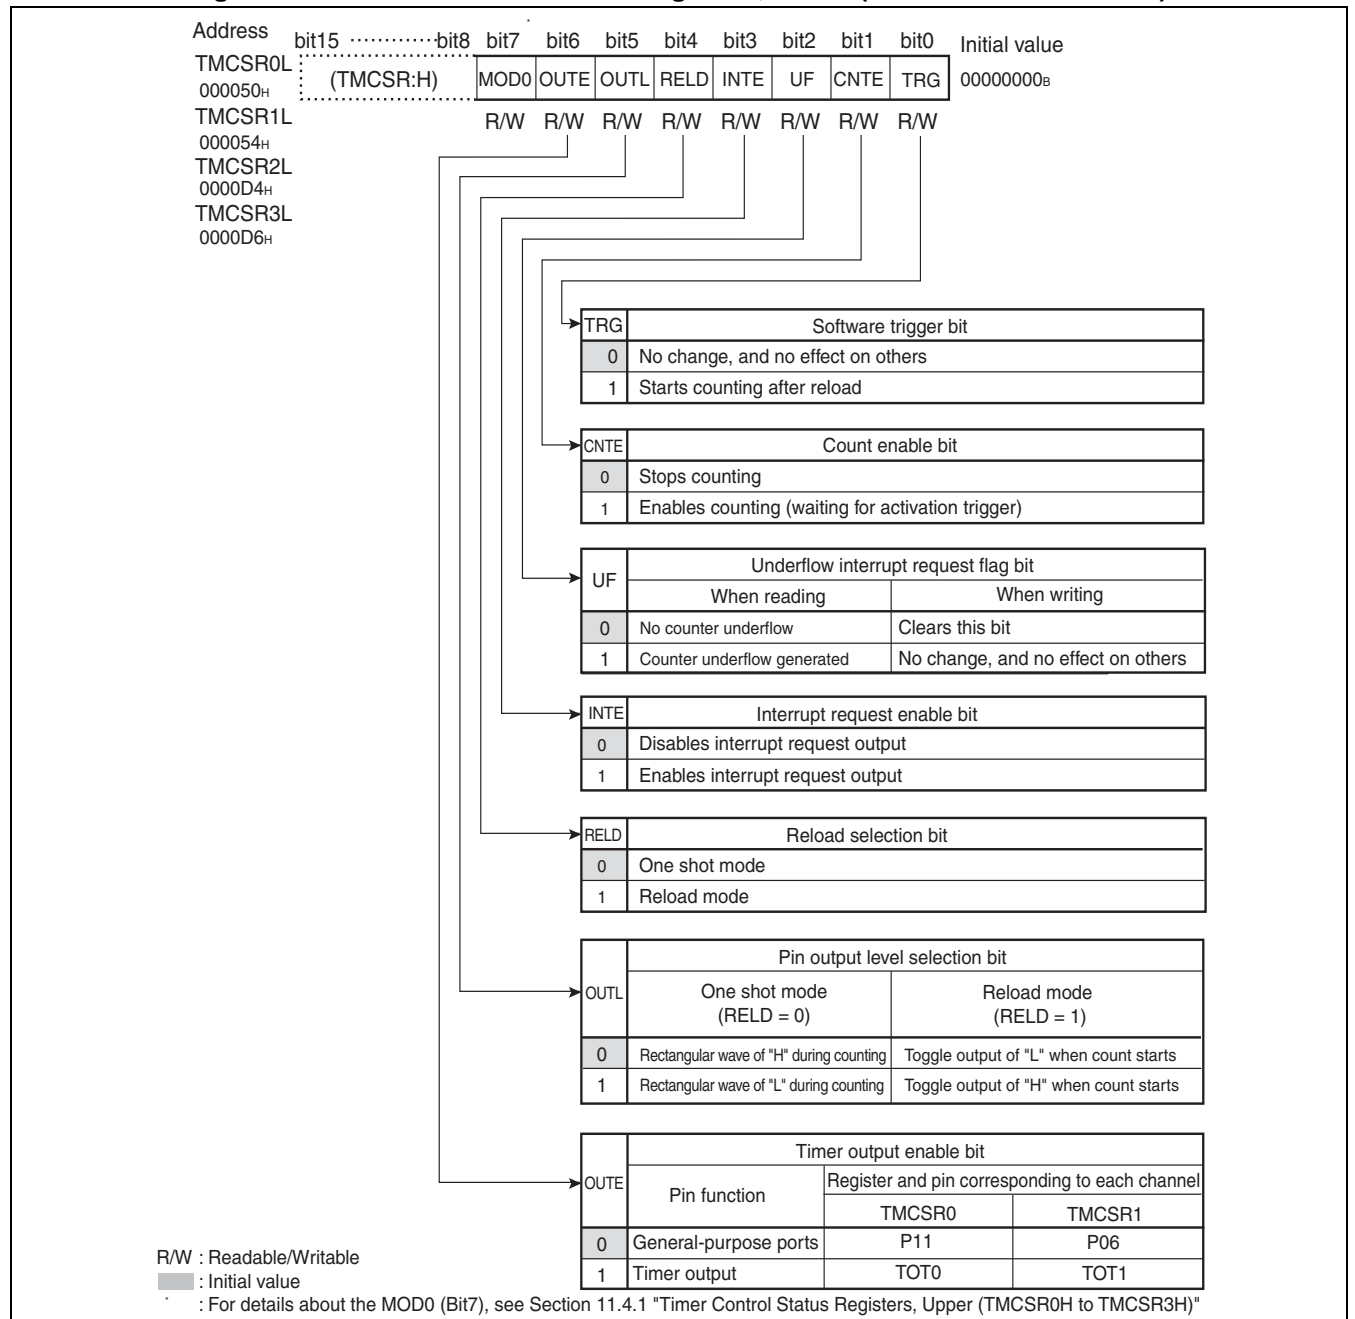 Address bit15 bit8 bit7 bit6 bit5 bit4 bit3 bit2 bit1 bit0 Initial value
TMCSR0L (TMCSR:H) MOD0 OUTE OUTL RELD INTE UF CNTE TRG 00000000B
000050H
TMCSR1L R/W R/W R/W R/W R/W R/W R/W R/W
000054H
TMCSR2L
0000D4H
TMCSR3L
0000D6H
TRG Software trigger bit
0 No change, and no effect on others
1 Starts counting after reload
CNTE Count enable bit
0 Stops counting
1 Enables counting (waiting for activation trigger)
UF Underflow interrupt request flag bit
When reading When writing
0 No counter underflow Clears this bit
1 Counter underflow generated No change, and no effect on others
INTE Interrupt request enable bit
0 Disables interrupt request output
1 Enables interrupt request output
RELD Reload selection bit
0 One shot mode
1 Reload mode
Pin output level selection bit
OUTL One shot mode Reload mode
(RELD = 0) (RELD = 1)
0 Rectangular wave of "H" during counting Toggle output of "L" when count starts
1 Rectangular wave of "L" during counting Toggle output of "H" when count starts
Timer output enable bit
OUTE Pin function Register and pin corresponding to each channel
TMCSR0 TMCSR1
0 General-purpose ports P11 P06
1 Timer output TOT0 TOT1
R/W : Readable/Writable
: Initial value
* : For details about the MOD0 (Bit7), see Section 11.4.1 "Timer Control Status Registers, Upper (TMCSR0H to TMCSR3H)"